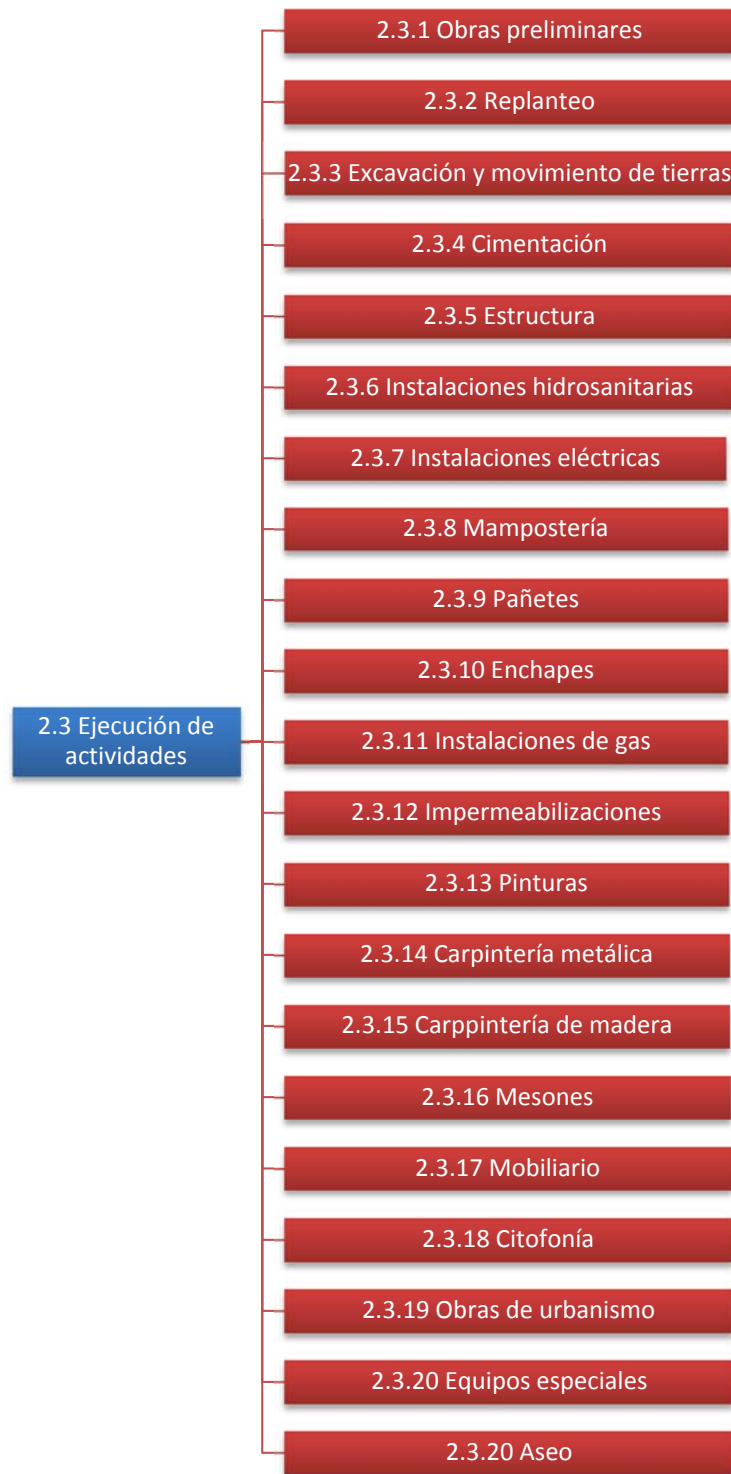 2.3 Ejecución de
actividades
2.3.1 Obras preliminares
2.3.2 Replanteo
2.3.3 Excavación y movimiento de tierras
2.3.4 Cimentación
2.3.5 Estructura
2.3.6 Instalaciones hidrosanitarias
2.3.7 Instalaciones eléctricas
2.3.8 Mampostería
2.3.9 Pañetes
2.3.10 Enchapes
2.3.11 Instalaciones de gas
2.3.12 Impermeabilizaciones
2.3.13 Pinturas
2.3.14 Carpintería metálica
2.3.15 Carppintería de madera
2.3.16 Mesones
2.3.17 Mobiliario
2.3.18 Citofonía
2.3.19 Obras de urbanismo
2.3.20 Equipos especiales
2.3.20 Aseo